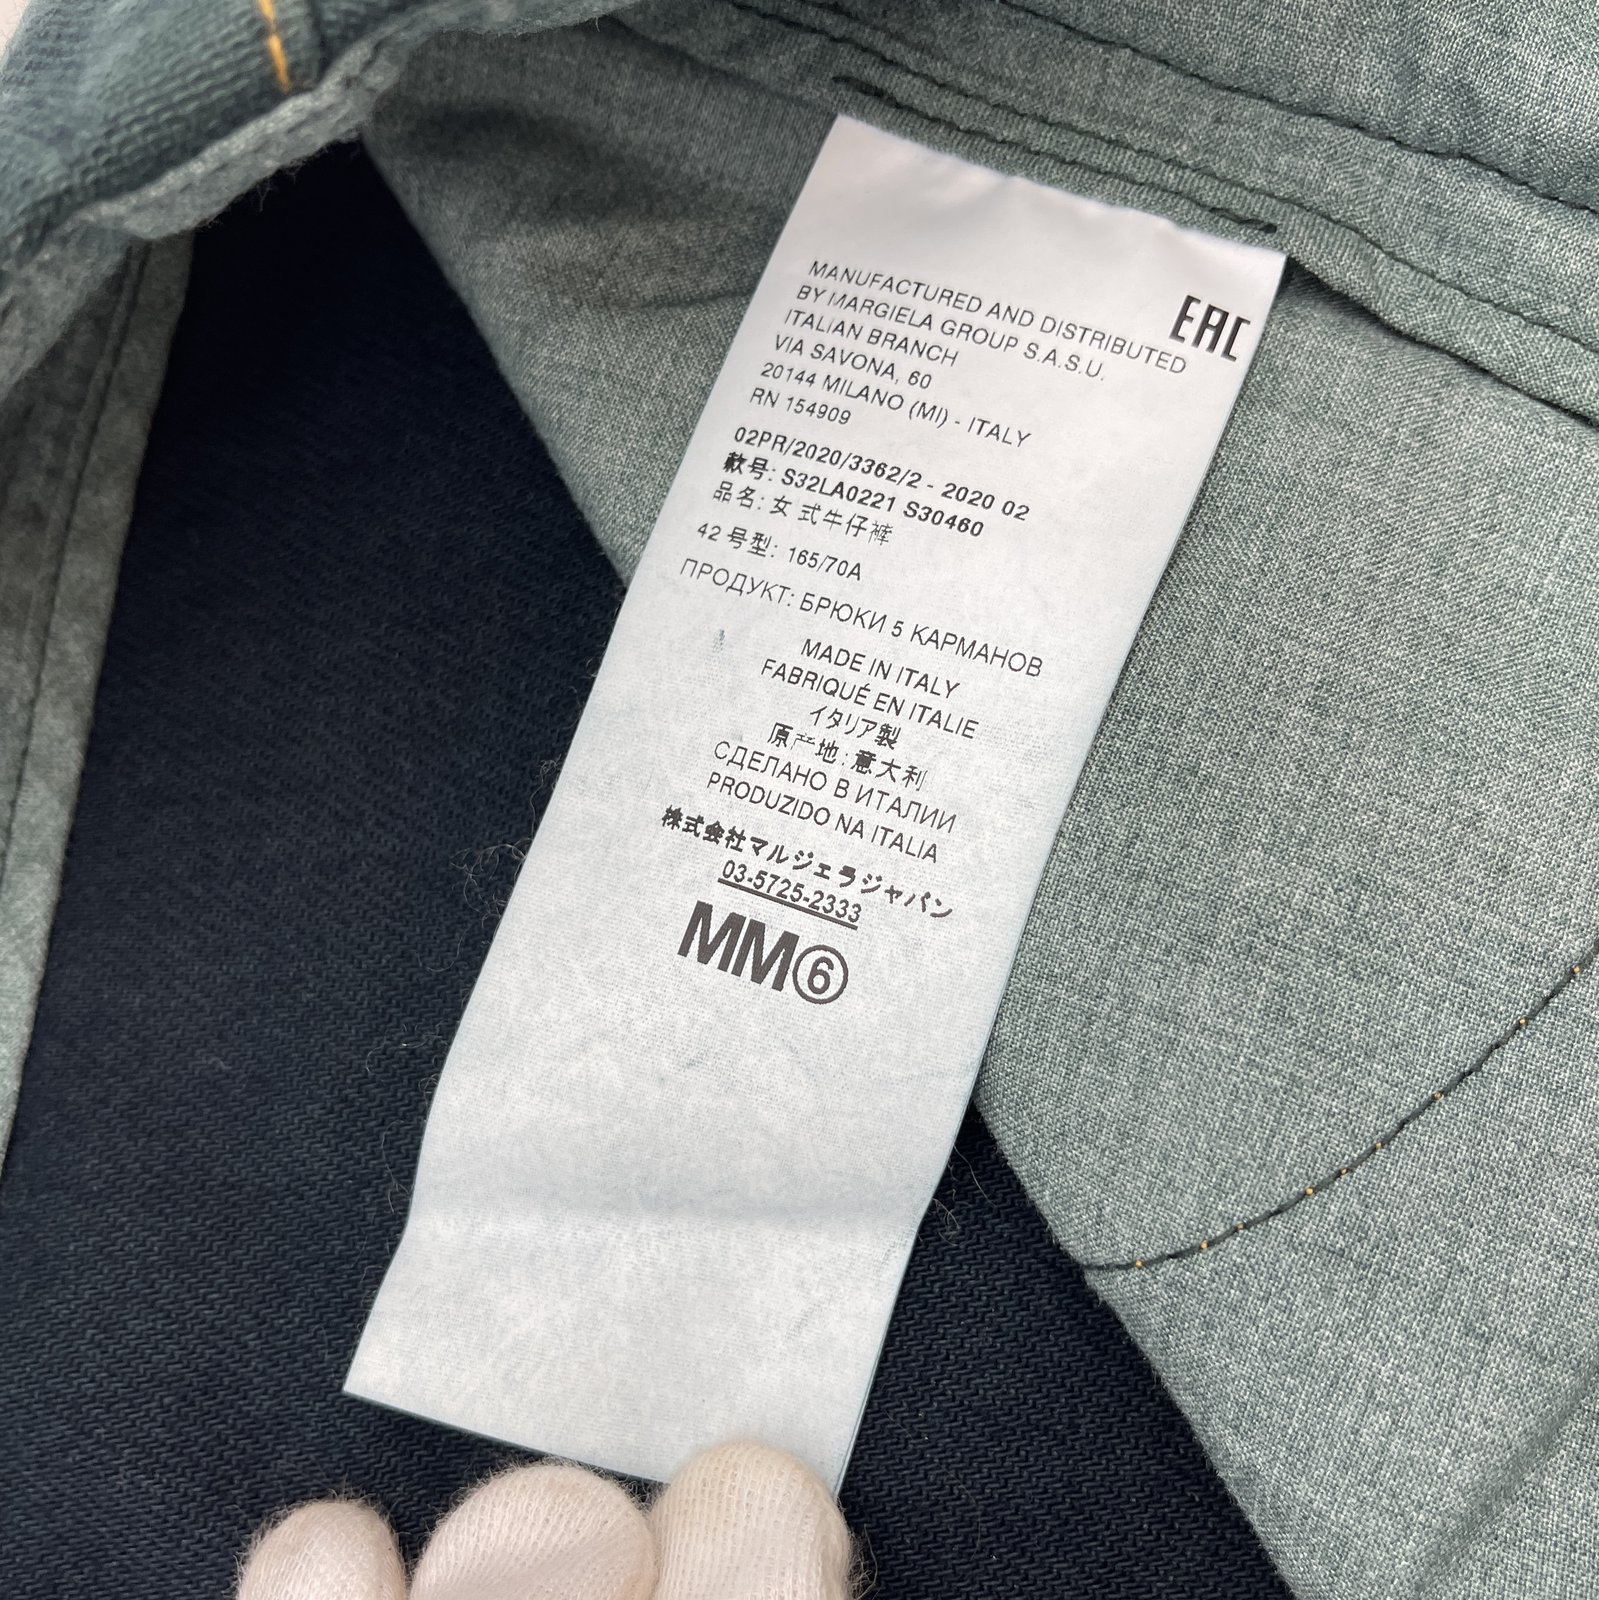 MANUFACTURED AND DISTRIBUTED
BY MARGIELA GROUP S.A.S.U.
ITALIAN BRANCH
VIA SAVONA, 60
20144 MILANO (MI) - ITALY
RN 154909
EAC
02PR/2020/3362/2 - 2020 02
款号: S32LA0221 S30460
品名: 女 式牛仔裤
42 号型: 165/70A
ПРОДУКТ: БРЮКИ 5 КАРМАНОВ
MADE IN ITALY
FABRIQUÉ EN ITALIE
イタリア製
原产地: 意大利
СДЕЛАНО В ИТАЛИИ
PRODUZIDO NA ITALIA
株式会社マルジェラジャパン
03-5725-2333
MM⑥